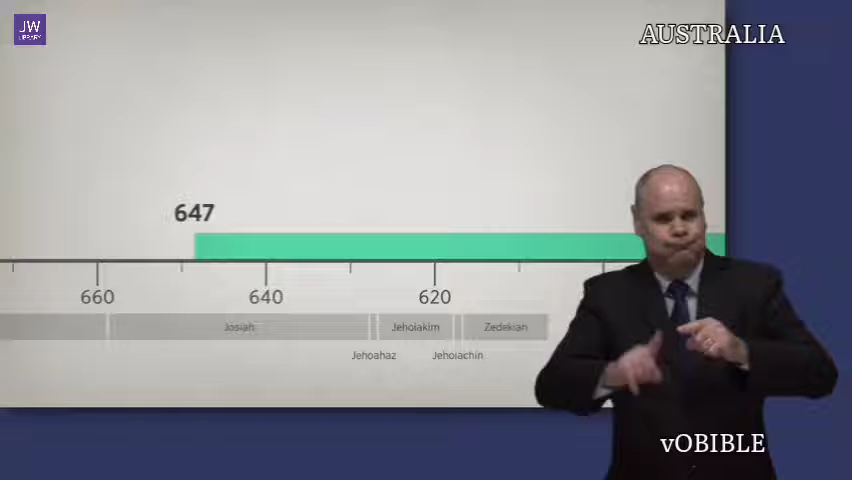 JW
LIBRARY
AUSTRALIA
647
660 640 620
Josiah Jehoiakim Zedekiah
Jehoahaz Jehoiachin
vOBIBLE